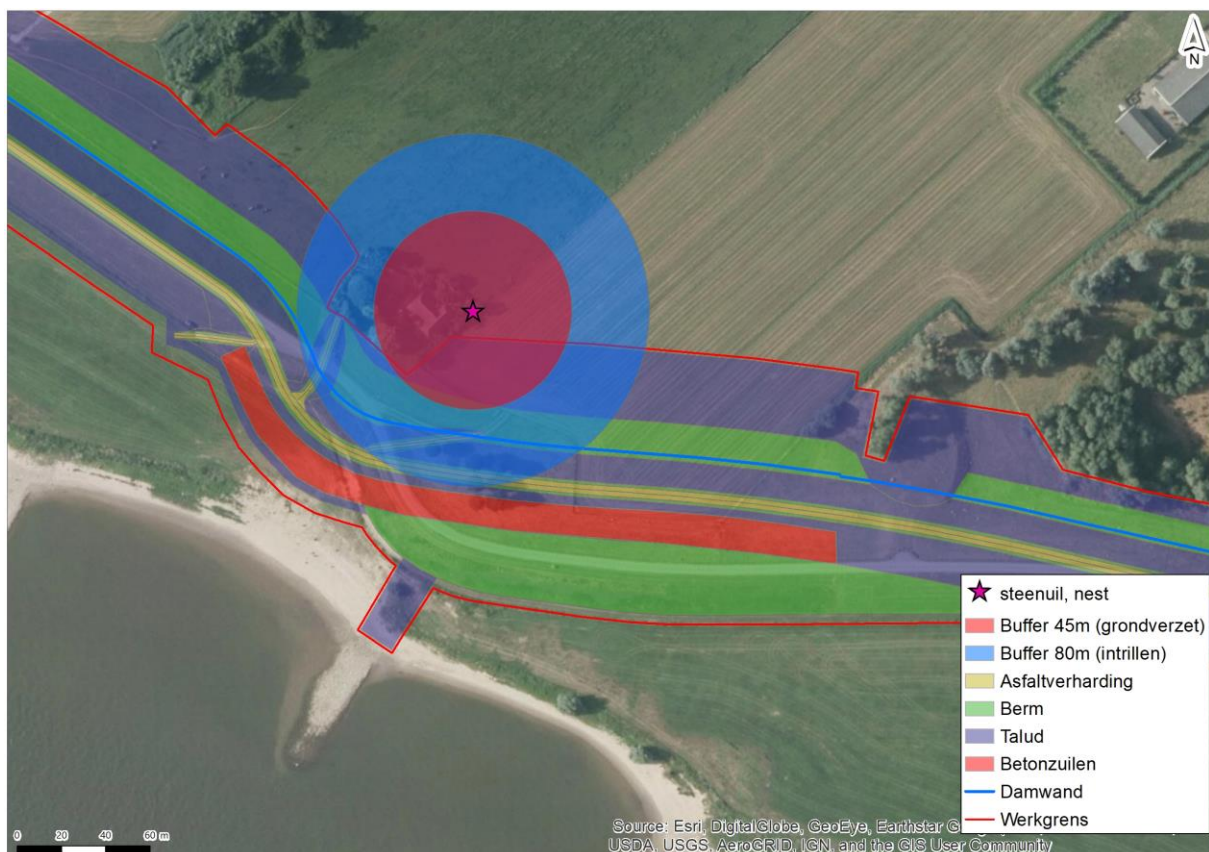 N
steenuil, nest
Buffer 45m (grondverzet)
Buffer 80m (intrillen)
Asfaltverharding
Berm
Talud
Betonzuilen
Damwand
Werkgrens
0 20 40 60 m
Source: Esri, DigitalGlobe, GeoEye, Earthstar
USDA, USGS, AeroGRID, IGN, and the GIS User Community